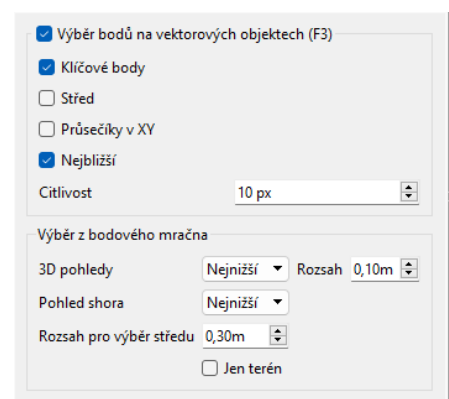 Výběr bodů na vektorových objektech (F3)
Klíčové body
Střed
Průsečíky v XY
Nejbližší
Citlivost 10 px
Výběr z bodového mračna
3D pohledy Nejnižší Rozsah 0,10m
Pohled shora Nejnižší
Rozsah pro výběr středu 0,30m
Jen terén